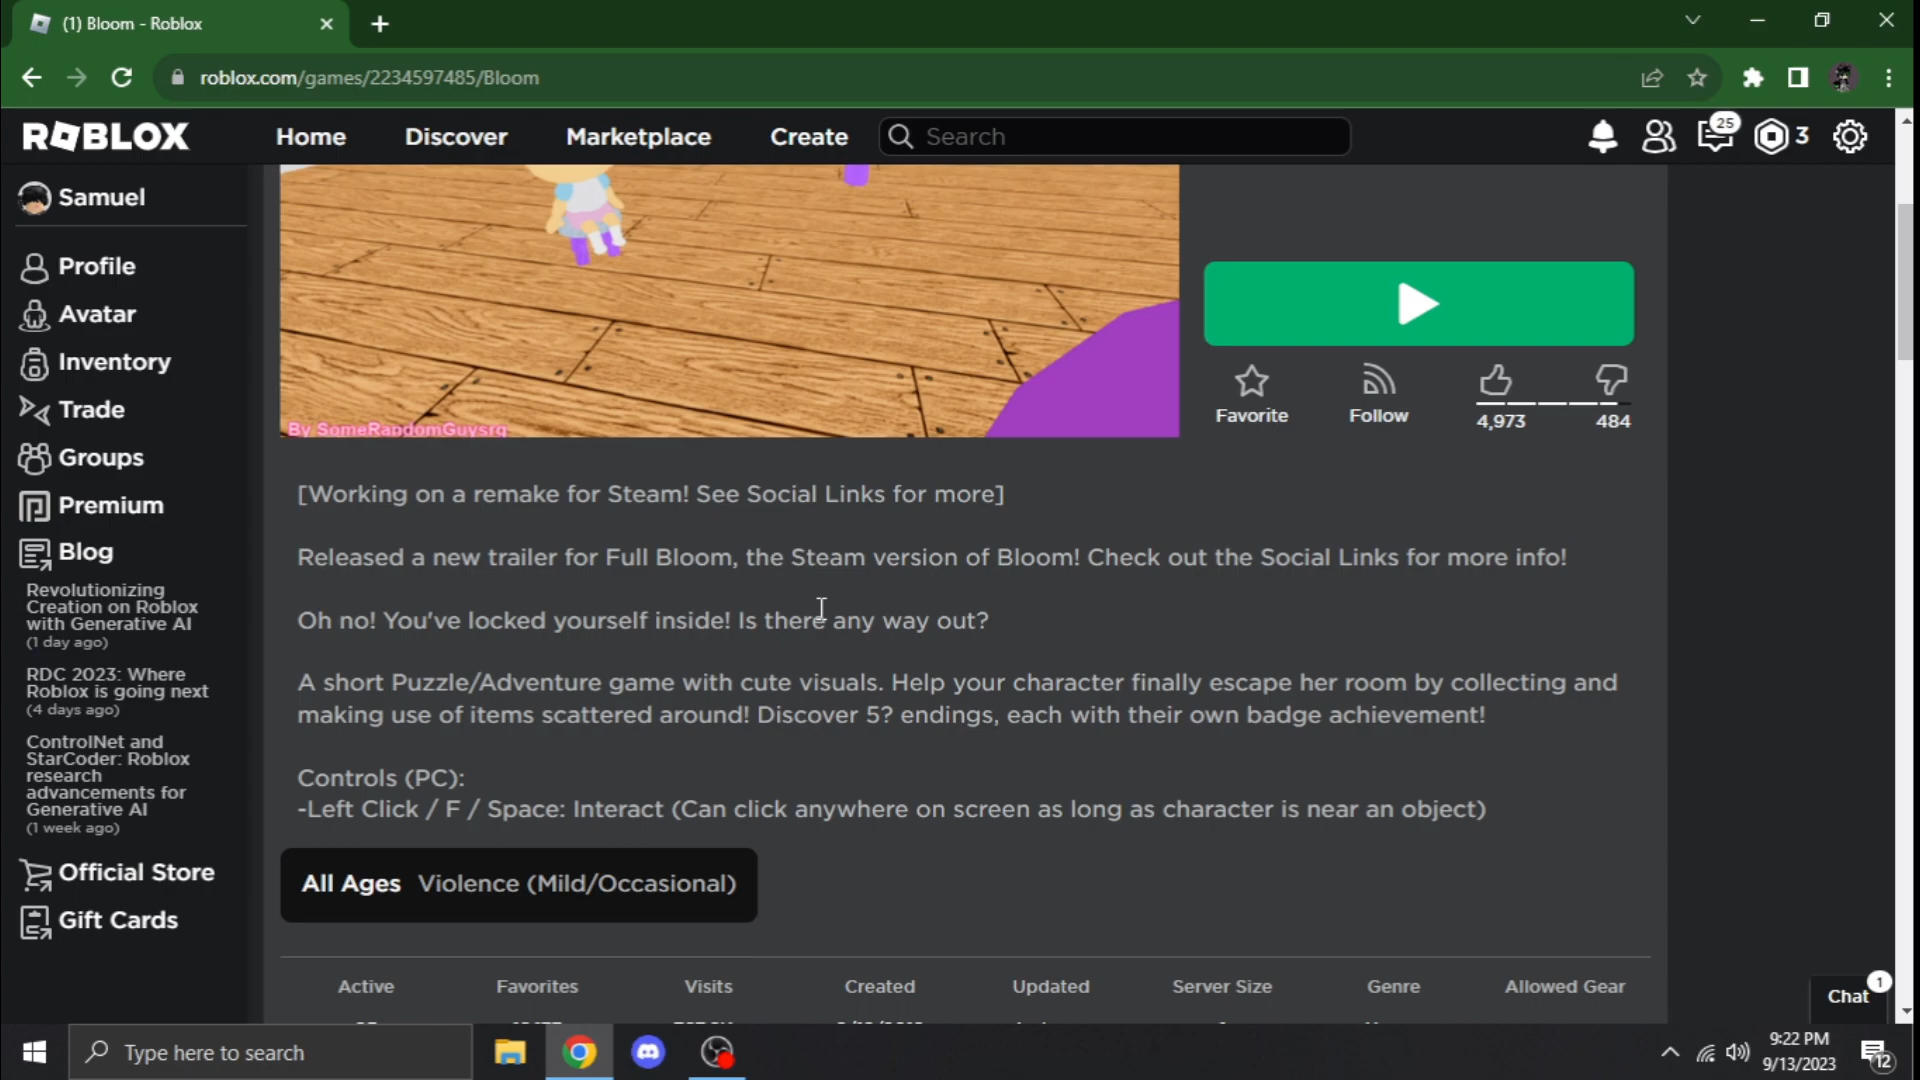 (1) Bloom - Roblox
roblox.com/games/2234597485/Bloom
ROBLOX
Home
Discover
Marketplace
Create
Search
25
3
Samuel
Profile
Avatar
Inventory
Trade
Groups
Premium
Blog
Revolutionizing
Creation on Roblox
with Generative AI
(1 day ago)
RDC 2023: Where
Roblox is going next
(4 days ago)
ControlNet and
StarCoder: Roblox
research
advancements for
Generative AI
(1 week ago)
Official Store
Gift Cards
By SomeRandomGuysrq
Favorite
Follow
4,973
484
[Working on a remake for Steam! See Social Links for more]
Released a new trailer for Full Bloom, the Steam version of Bloom! Check out the Social Links for more info!
Oh no! You've locked yourself inside! Is there any way out?
A short Puzzle/Adventure game with cute visuals. Help your character finally escape her room by collecting and
making use of items scattered around! Discover 5? endings, each with their own badge achievement!
Controls (PC):
-Left Click / F / Space: Interact (Can click anywhere on screen as long as character is near an object)
All Ages Violence (Mild/Occasional)
Active
Favorites
Visits
Created
Updated
Server Size
Genre
Allowed Gear
Chat
1
Type here to search
9:22 PM
9/13/2023
12